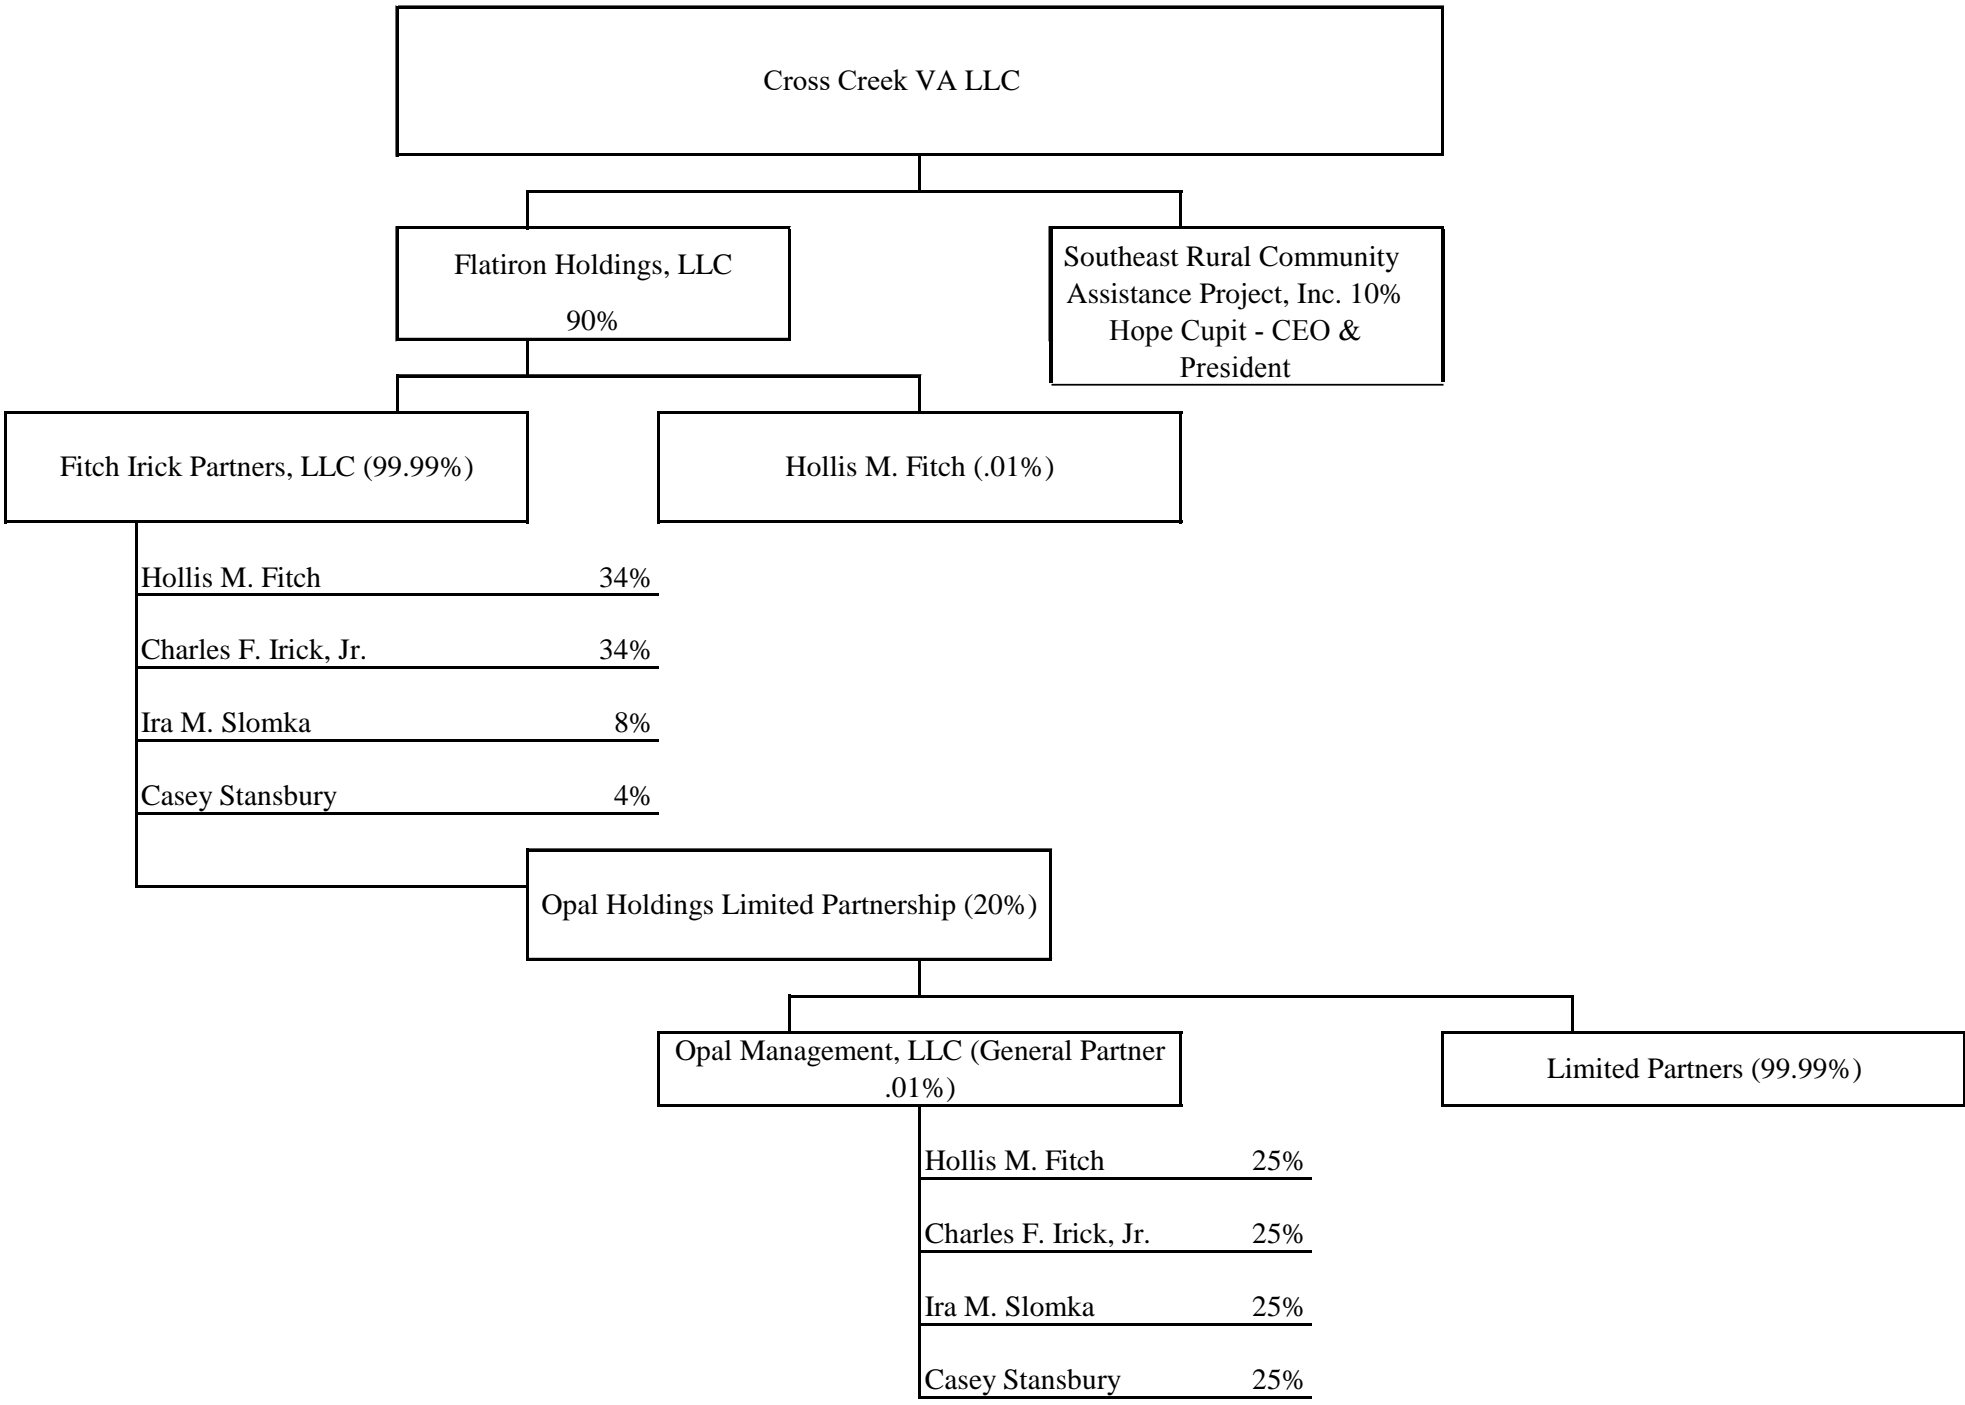 Cross Creek VA LLC
Flatiron Holdings, LLC
90%
Southeast Rural Community
Assistance Project, Inc. 10%
Hope Cupit - CEO &
President
Fitch Irick Partners, LLC (99.99%)
Hollis M. Fitch (.01%)
Hollis M. Fitch 34%
Charles F. Irick, Jr. 34%
Ira M. Slomka 8%
Casey Stansbury 4%
Opal Holdings Limited Partnership (20%)
Opal Management, LLC (General Partner
.01%)
Limited Partners (99.99%)
Hollis M. Fitch 25%
Charles F. Irick, Jr. 25%
Ira M. Slomka 25%
Casey Stansbury 25%